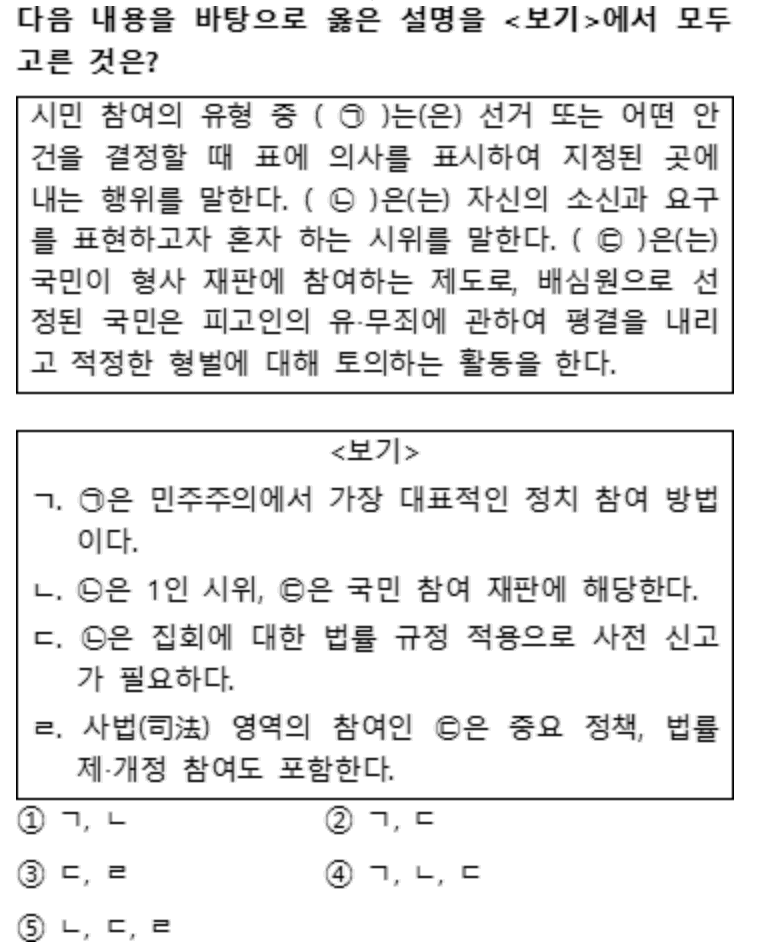 다음 내용을 바탕으로 옳은 설명을 <보기>에서 모두
고른 것은?
시민 참여의 유형 중 ( ㉠ )는(은) 선거 또는 어떤 안
건을 결정할 때 표에 의사를 표시하여 지정된 곳에
내는 행위를 말한다. ( ㉡ )은(는) 자신의 소신과 요구
를 표현하고자 혼자 하는 시위를 말한다. ( ㉢ )은(는)
국민이 형사 재판에 참여하는 제도로, 배심원으로 선
정된 국민은 피고인의 유·무죄에 관하여 평결을 내리
고 적정한 형벌에 대해 토의하는 활동을 한다.
<보기>
ㄱ. ㉠은 민주주의에서 가장 대표적인 정치 참여 방법
이다.
ㄴ. ㉡은 1인 시위, ㉢은 국민 참여 재판에 해당한다.
ㄷ. ㉡은 집회에 대한 법률 규정 적용으로 사전 신고
가 필요하다.
ㄹ. 사법(司法) 영역의 참여인 ㉢은 중요 정책, 법률
제·개정 참여도 포함한다.
① ㄱ, ㄴ ② ㄱ, ㄷ
③ ㄷ, ㄹ ④ ㄱ, ㄴ, ㄷ
⑤ ㄴ, ㄷ, ㄹ